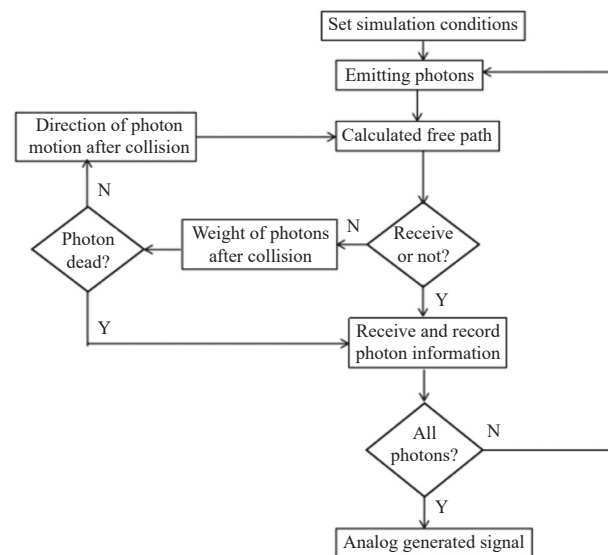 Set simulation conditions
Emitting photons
Direction of photon
motion after collision
Calculated free path
N
Photon
dead?
Weight of photons
after collision
N
Receive
or not?
Y
Y
Receive and record
photon information
All
photons?
N
Y
Analog generated signal